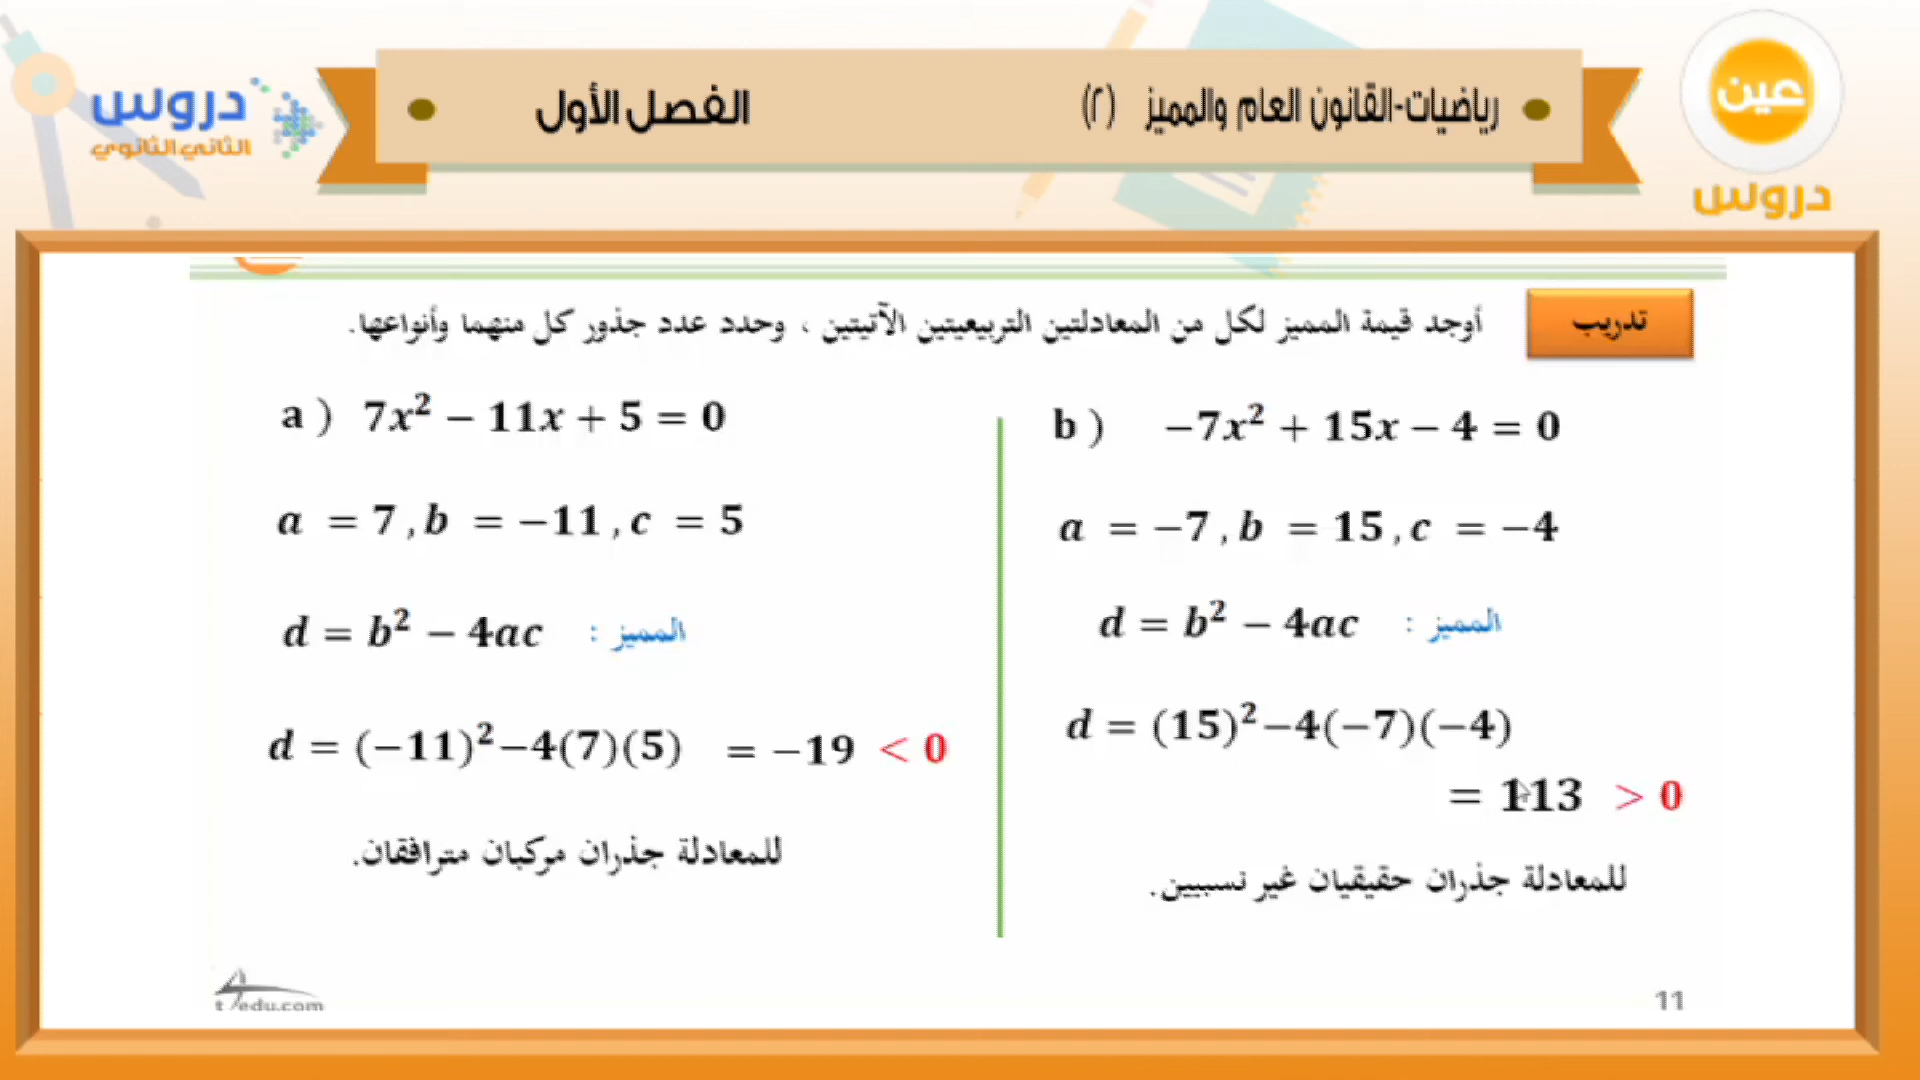 رياضيات-القانون العام والمميز (٢) الفصل الأول
عين
دروس
دروس
الثاني الثانوي
تدريب
أوجد قيمة المميز لكل من المعادلتين التربيعيتين الآتيتين ، وحدد عدد جذور كل منهما وأنواعها.
a ) 7x² − 11x + 5 = 0
a = 7 , b = −11 , c = 5
d = b² − 4ac المميز :
d = (−11)²−4(7)(5) = −19 < 0
للمعادلة جذران مركبان مترافقان.
b ) −7x² + 15x − 4 = 0
a = −7 , b = 15 , c = −4
d = b² − 4ac المميز :
d = (15)²−4(−7)(−4)
= 113 > 0
للمعادلة جذران حقيقيان غير نسبيين.
t4edu.com
11